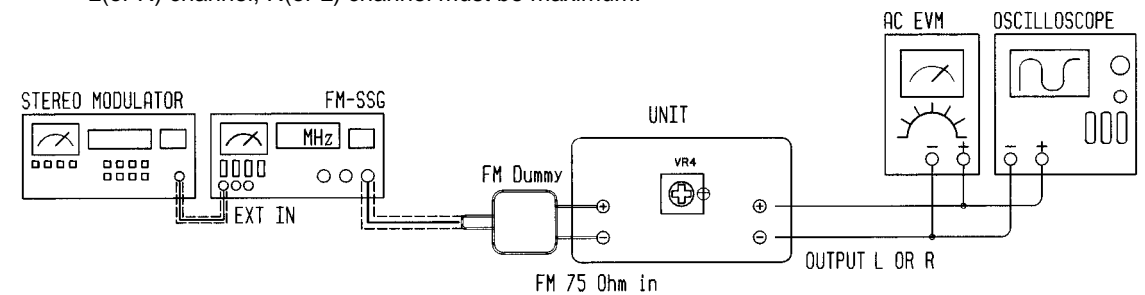 L(or R) channel, R(or L) channel must be maximum.
AC EVM
OSCILLOSCOPE
STEREO MODULATOR
FM-SSG
MHz
EXT IN
FM Dummy
UNIT
VR4
+
−
+
−
− +
− +
OUTPUT L OR R
FM 75 Ohm in